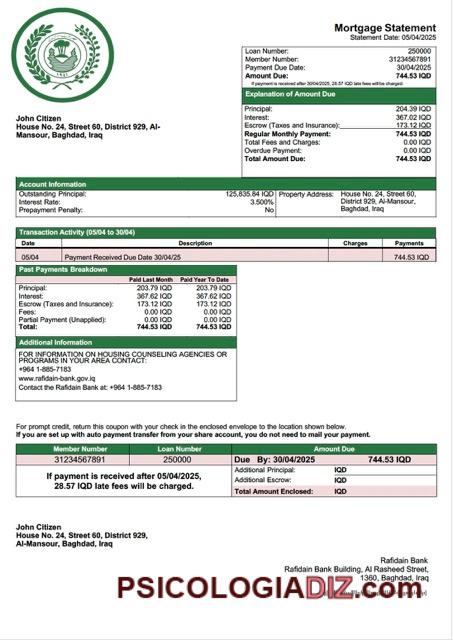 Mortgage Statement
Statement Date: 05/04/2025
Loan Number: 250000
Member Number: 31234567891
Payment Due Date: 30/04/2025
Amount Due: 744.53 IQD
If payment is received after 30/04/2025, 28.57 IQD late fees will be charged.
Explanation of Amount Due
Principal: 204.39 IQD
Interest: 367.02 IQD
Escrow (Taxes and Insurance): 173.12 IQD
Regular Monthly Payment: 744.53 IQD
Total Fees and Charges: 0.00 IQD
Overdue Payment: 0.00 IQD
Total Amount Due: 744.53 IQD
John Citizen
House No. 24, Street 60, District 929, Al-
Mansour, Baghdad, Iraq
Account Information
Outstanding Principal: 125,835.84 IQD
Interest Rate: 3.500%
Prepayment Penalty: No
Property Address: House No. 24, Street 60,
District 929, Al-Mansour,
Baghdad, Iraq
Transaction Activity (05/04 to 30/04)
Date Description Charges Payments
05/04 Payment Received Due Date 30/04/25 744.53 IQD
Past Payments Breakdown
Paid Last Month Paid Year To Date
Principal: 203.79 IQD 203.79 IQD
Interest: 367.62 IQD 367.62 IQD
Escrow (Taxes and Insurance): 173.12 IQD 173.12 IQD
Fees: 0.00 IQD 0.00 IQD
Partial Payment (Unapplied): 0.00 IQD 0.00 IQD
Total: 744.53 IQD 744.53 IQD
Additional Information
FOR INFORMATION ON HOUSING COUNSELING AGENCIES OR
PROGRAMS IN YOUR AREA CONTACT:
+964 1-885-7183
www.rafidain-bank.gov.iq
Contact the Rafidain Bank at: +964 1-885-7183
For prompt credit, return this coupon with your check in the enclosed envelope to the location shown below.
If you are set up with auto payment transfer from your share account, you do not need to mail your payment.
Member Number Loan Number Amount Due
31234567891 250000 Due By: 30/04/2025 744.53 IQD
If payment is received after 05/04/2025,
28.57 IQD late fees will be charged.
Additional Principal: IQD
Additional Escrow: IQD
Total Amount Enclosed: IQD
John Citizen
House No. 24, Street 60, District 929,
Al-Mansour, Baghdad, Iraq
Rafidain Bank
Rafidain Bank Building, Al Rasheed Street,
1360, Baghdad, Iraq
PSICOLOGIADIZ.com